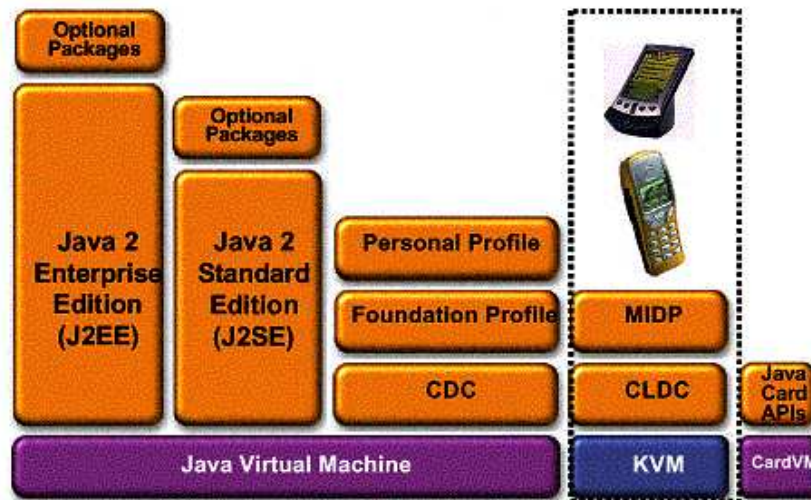 Optional
Packages
Java 2
Enterprise
Edition
(J2EE)
Optional
Packages
Java 2
Standard
Edition
(J2SE)
Personal Profile
Foundation Profile
CDC
Java Virtual Machine
MIDP
CLDC
KVM
Java
Card
APIs
CardVM